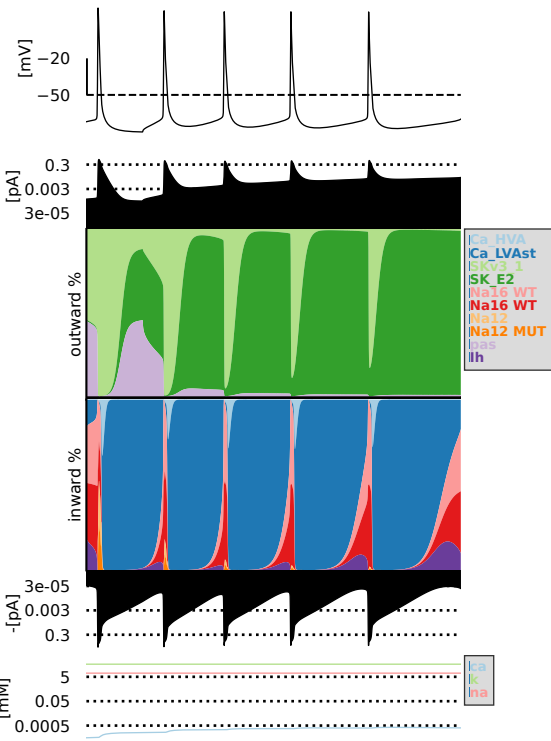 [mV]
−20
−50
[pA]
0.3
0.003
3e-05
outward %
Ca_HVA
Ca_LVAst
SKv3_1
SK_E2
Na16 WT
Na16 WT
Na12
Na12 MUT
pas
Ih
inward %
-[pA]
3e-05
0.003
0.3
[mM]
5
0.05
0.0005
ca
k
na